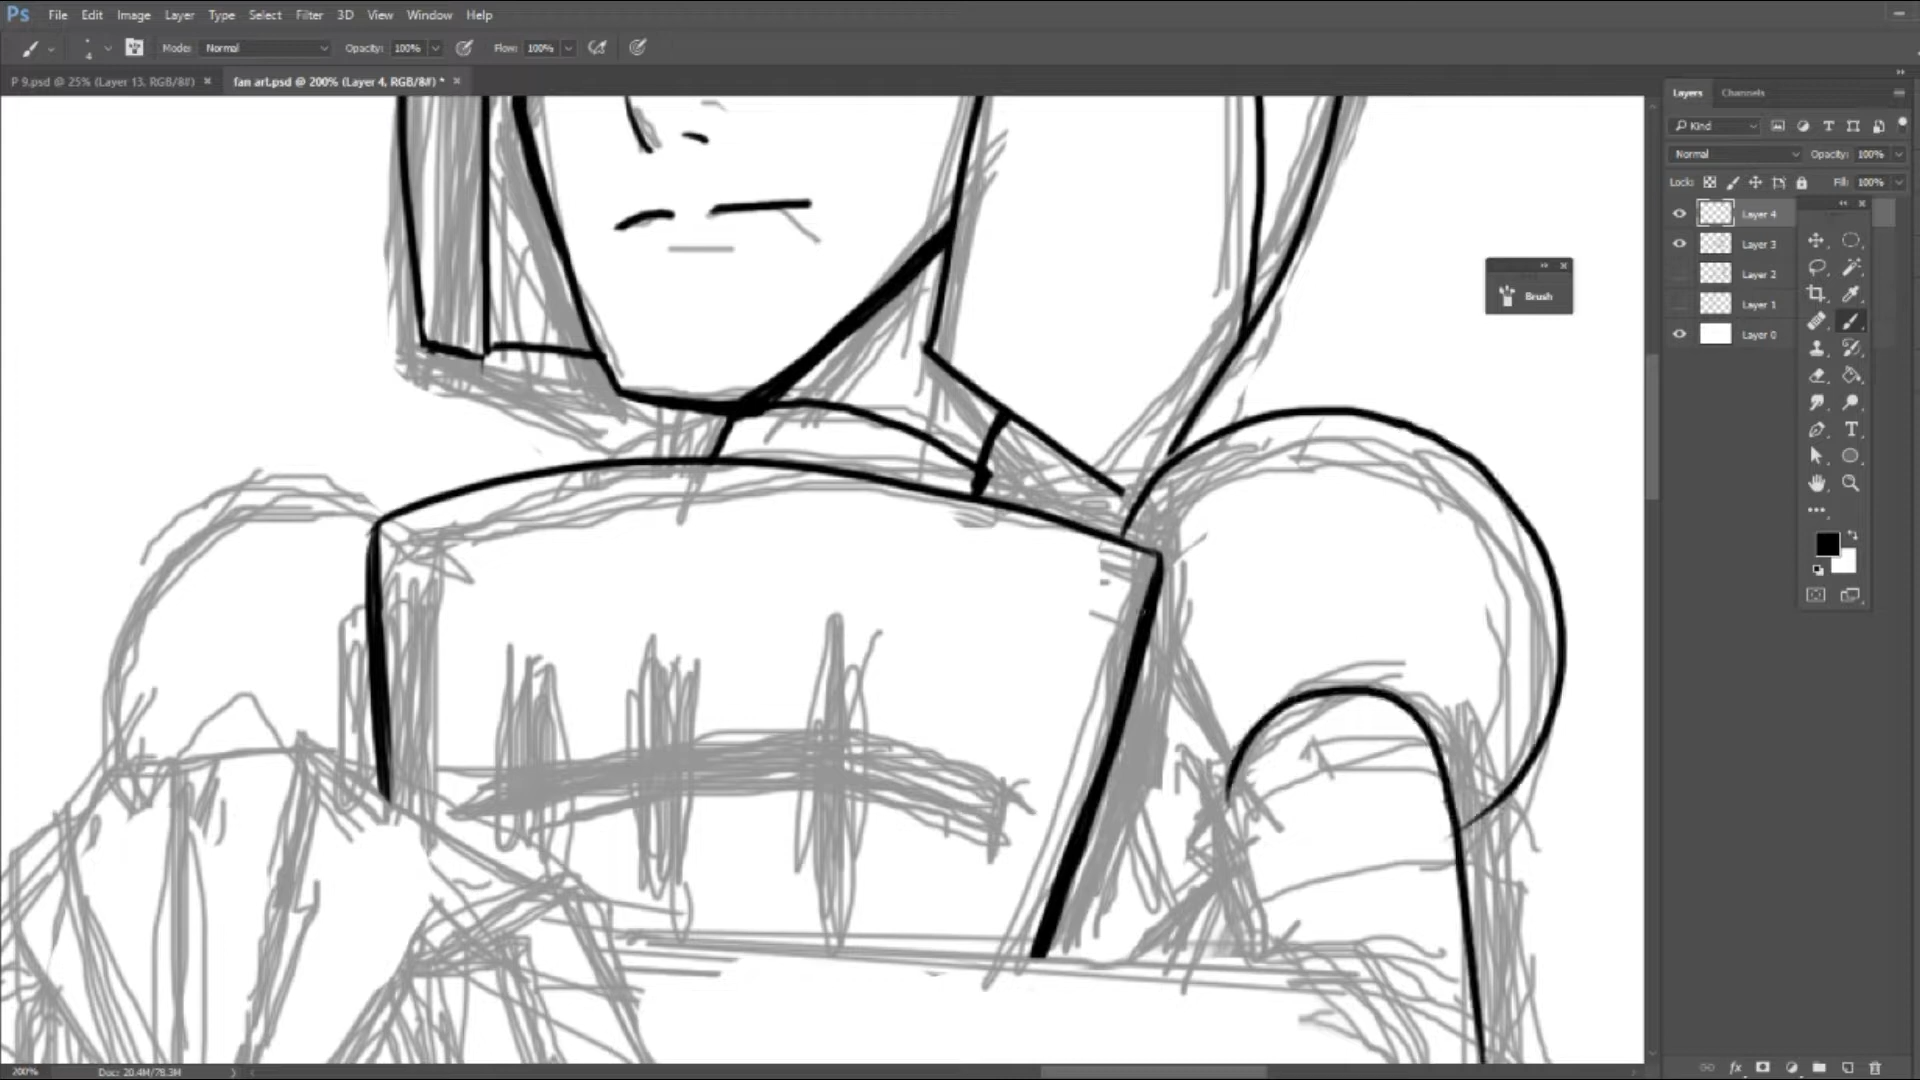 Ps File Edit Image Layer Type Select Filter 3D View Window Help
4 Mode: Normal Opacity: 100% Flow: 100%
P 9.psd @ 25% (Layer 13, RGB/8#) × fan art.psd @ 200% (Layer 4, RGB/8#) * ×
Layers Channels
Kind
Normal Opacity: 100%
Lock: Fill: 100%
Layer 4
Layer 3
Layer 2
Layer 1
Layer 0
Brush
200% Doc: 20.4M/78.3M